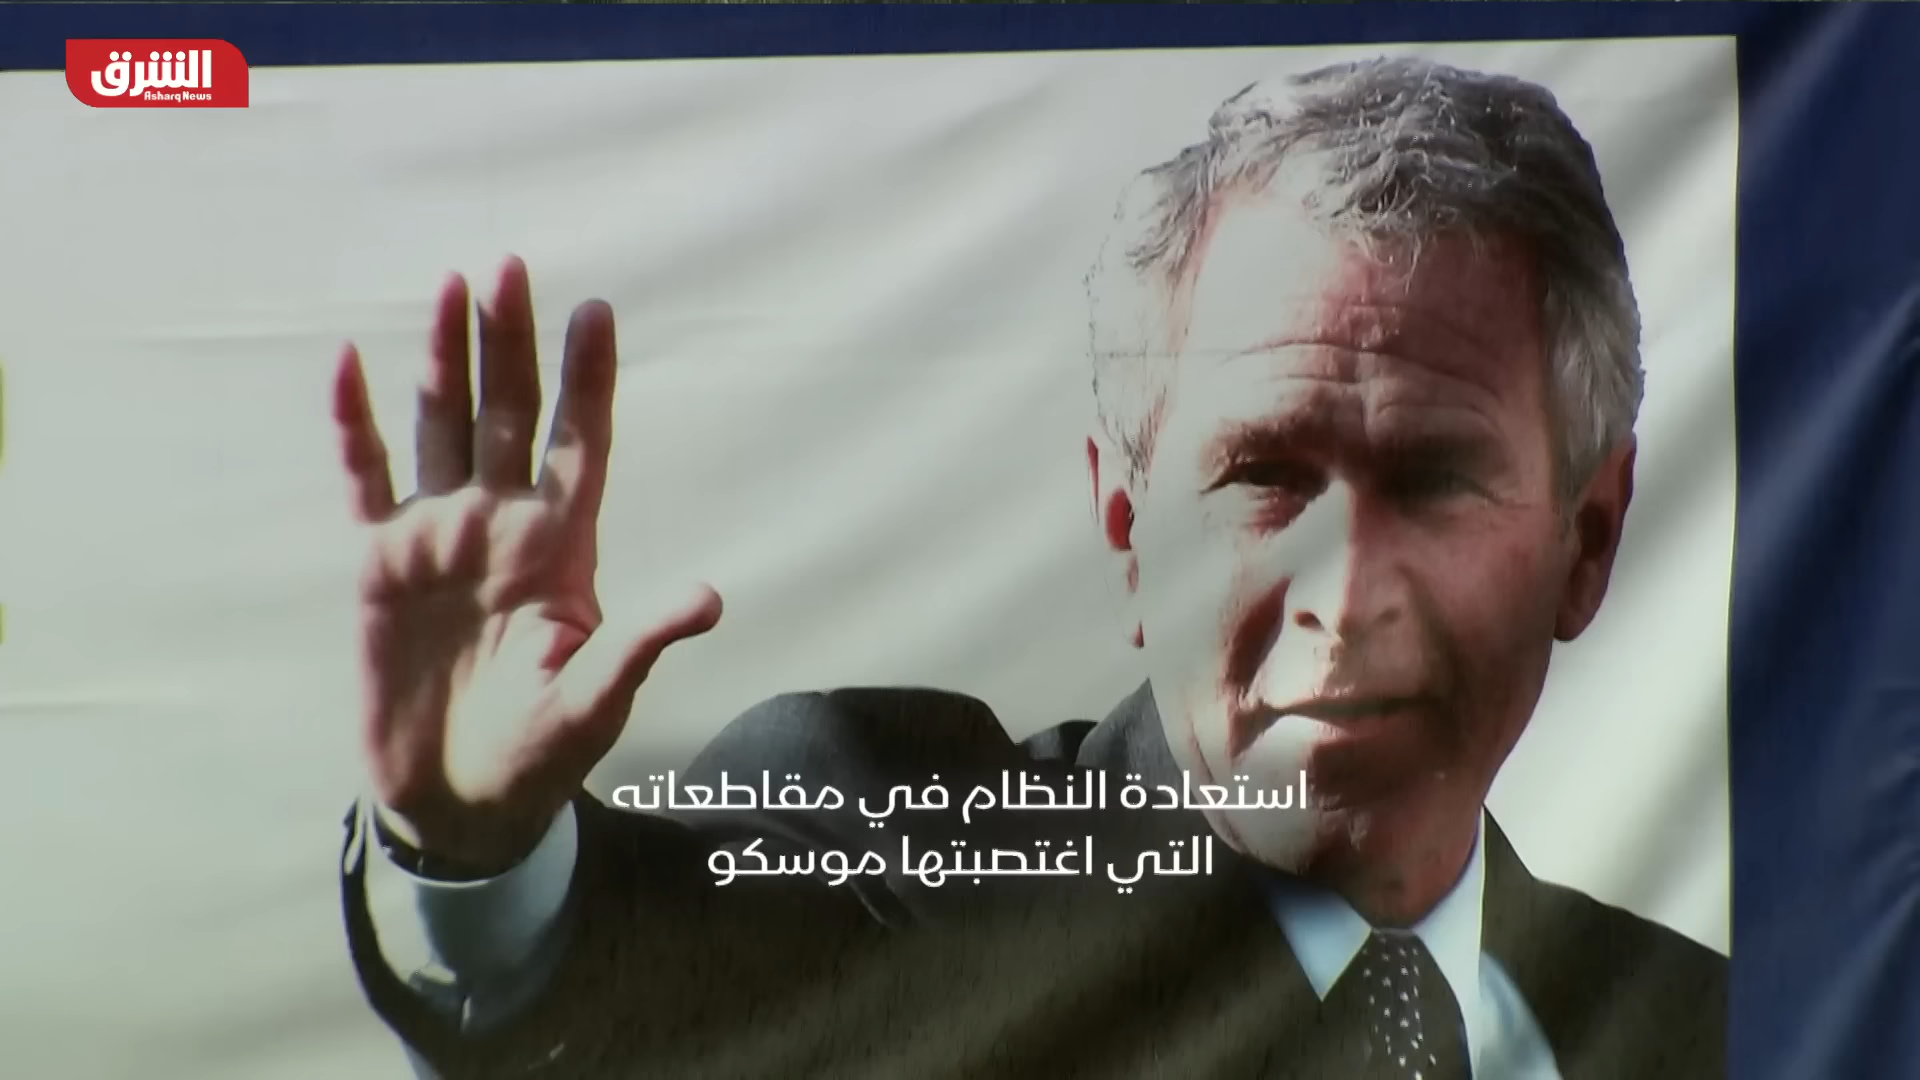 الشرق
Asharq News
استعادة النظام في مقاطعاته
التي اغتصبتها موسكو